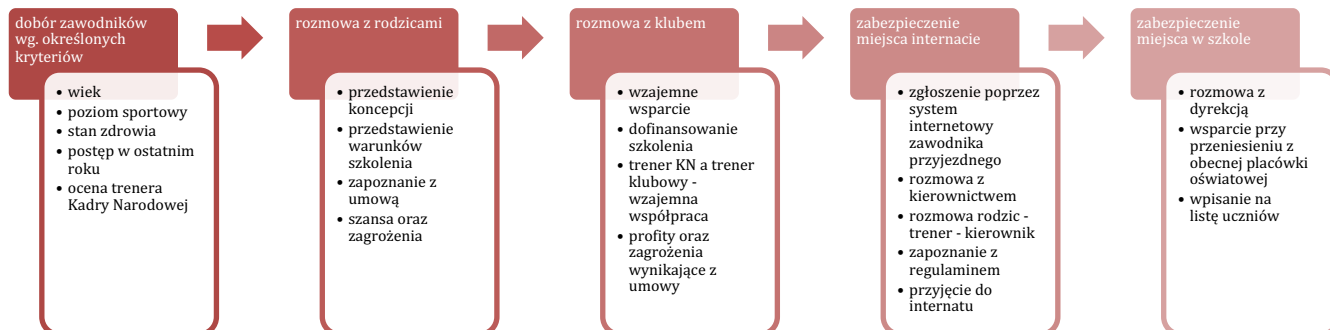 dobór zawodników
wg. określonych
kryteriów
• wiek
• poziom sportowy
• stan zdrowia
• postęp w ostatnim
roku
• ocena trenera
Kadry Narodowej
rozmowa z rodzicami
• przedstawienie
koncepcji
• przedstawienie
warunków
szkolenia
• zapoznanie z
umową
• szansa oraz
zagrożenia
rozmowa z klubem
• wzajemne
wsparcie
• dofinansowanie
szkolenia
• trener KN a trener
klubowy -
wzajemna
współpraca
• profity oraz
zagrożenia
wynikające z
umowy
zabezpieczenie
miejsca internacie
• zgłoszenie poprzez
system
internetowy
zawodnika
przyjezdnego
• rozmowa z
kierownictwem
• rozmowa rodzic -
trener - kierownik
• zapoznanie z
regulaminem
• przyjęcie do
internatu
zabezpieczenie
miejsca w szkole
• rozmowa z
dyrekcją
• wsparcie przy
przeniesieniu z
obecnej placówki
oświatowej
• wpisanie na
listę uczniów